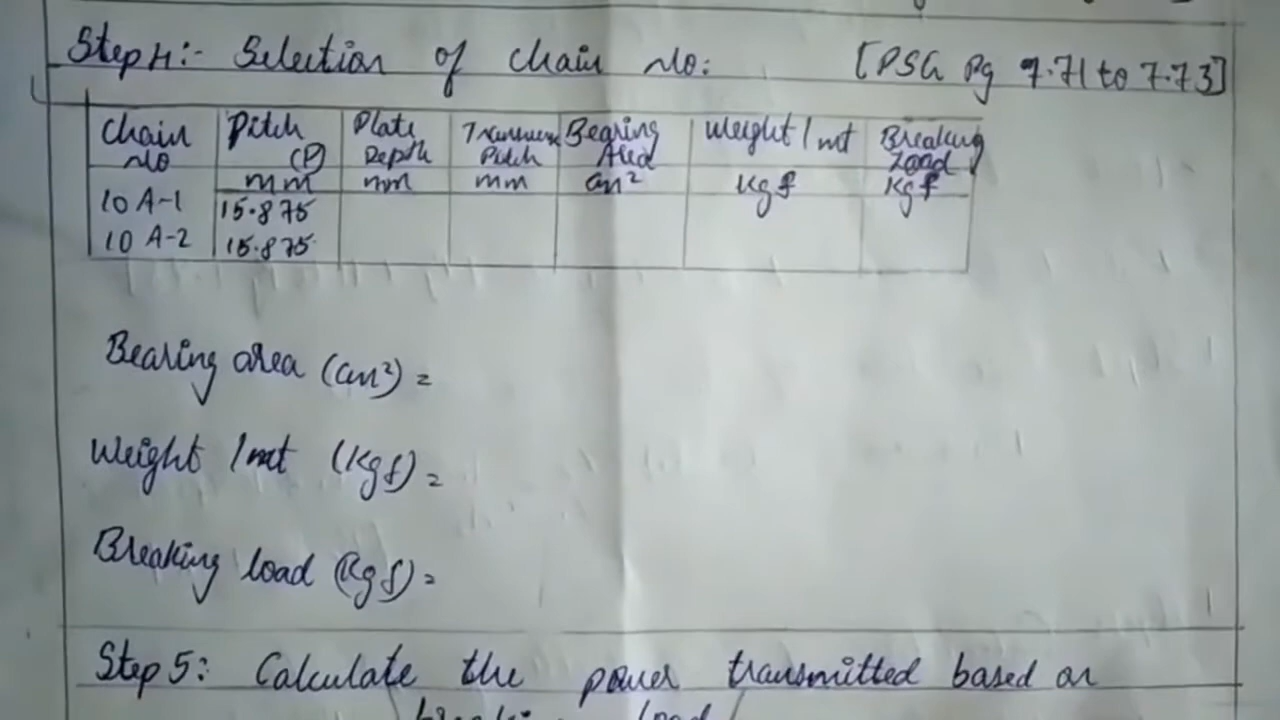 Step 4:- Selection of Chain No: [PSG Pg 7.71 to 7.73]
Chain No Pitch (P) Plate Depth Transverse Pitch Bearing Area Weight / mt Breaking Load
mm mm mm cm² Kgf Kgf
10 A-1 15.875
10 A-2 15.875
Bearing area (cm²) =
Weight / mt (Kgf) =
Breaking load (Kgf) =
Step 5: Calculate the power transmitted based on
breaking load